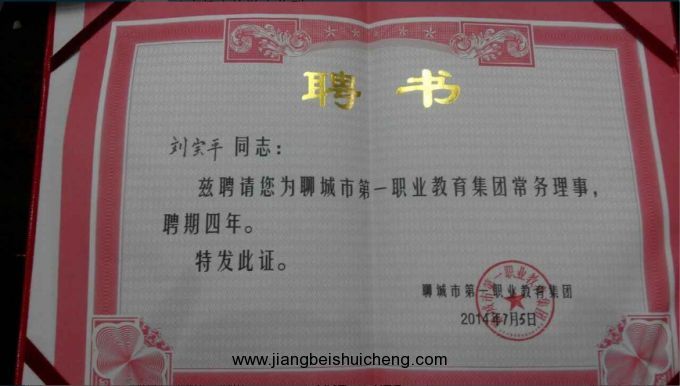 聘书
刘宗平 同志：
兹聘请您为聊城市第一职业教育集团常务理事，
聘期四年。
特发此证。
聊城市第一职业教育集团
2014年7月5日
www.jiangbeishuicheng.com